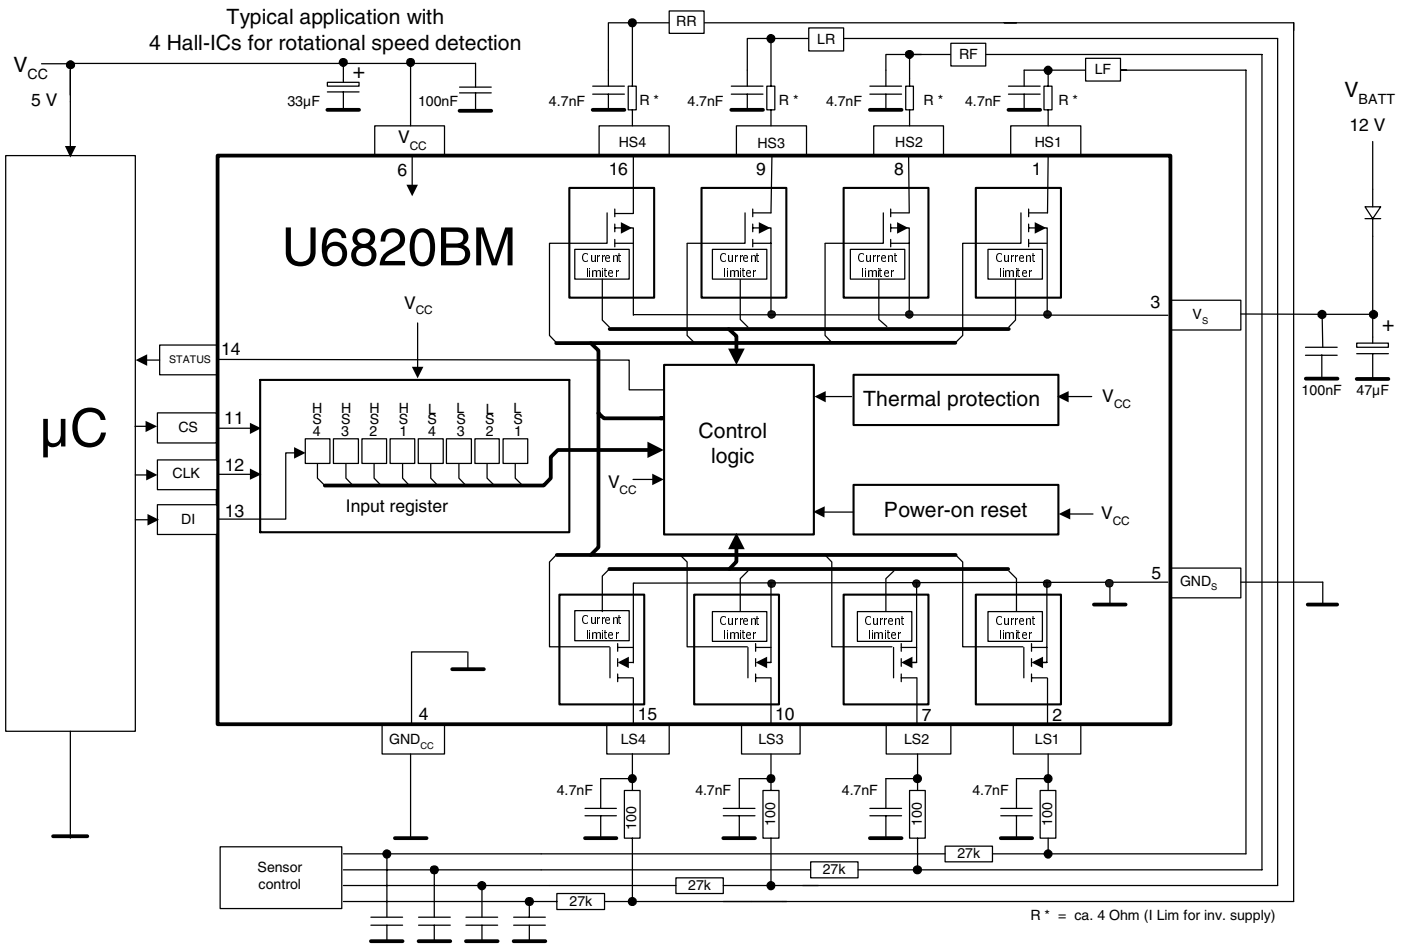 Typical application with
4 Hall-ICs for rotational speed detection
RR
LR
RF
LF
VCC
5 V
33µF
+
100nF
4.7nF
R *
4.7nF
R *
4.7nF
R *
4.7nF
R *
VBATT
12 V
VCC
HS4
HS3
HS2
HS1
6
16
9
8
1
U6820BM
Current
limiter
Current
limiter
Current
limiter
Current
limiter
VCC
3
VS
+
100nF
47µF
STATUS
14
µC
CS
11
CLK
12
DI
13
HS4
HS3
HS2
HS1
LS4
LS3
LS2
LS1
Input register
Control
logic
VCC
Thermal protection
VCC
Power-on reset
VCC
5
GNDS
Current
limiter
Current
limiter
Current
limiter
Current
limiter
4
15
10
7
2
GNDCC
LS4
LS3
LS2
LS1
4.7nF
100
4.7nF
100
4.7nF
100
4.7nF
100
Sensor
control
27k
27k
27k
27k
R * = ca. 4 Ohm (I Lim for inv. supply)